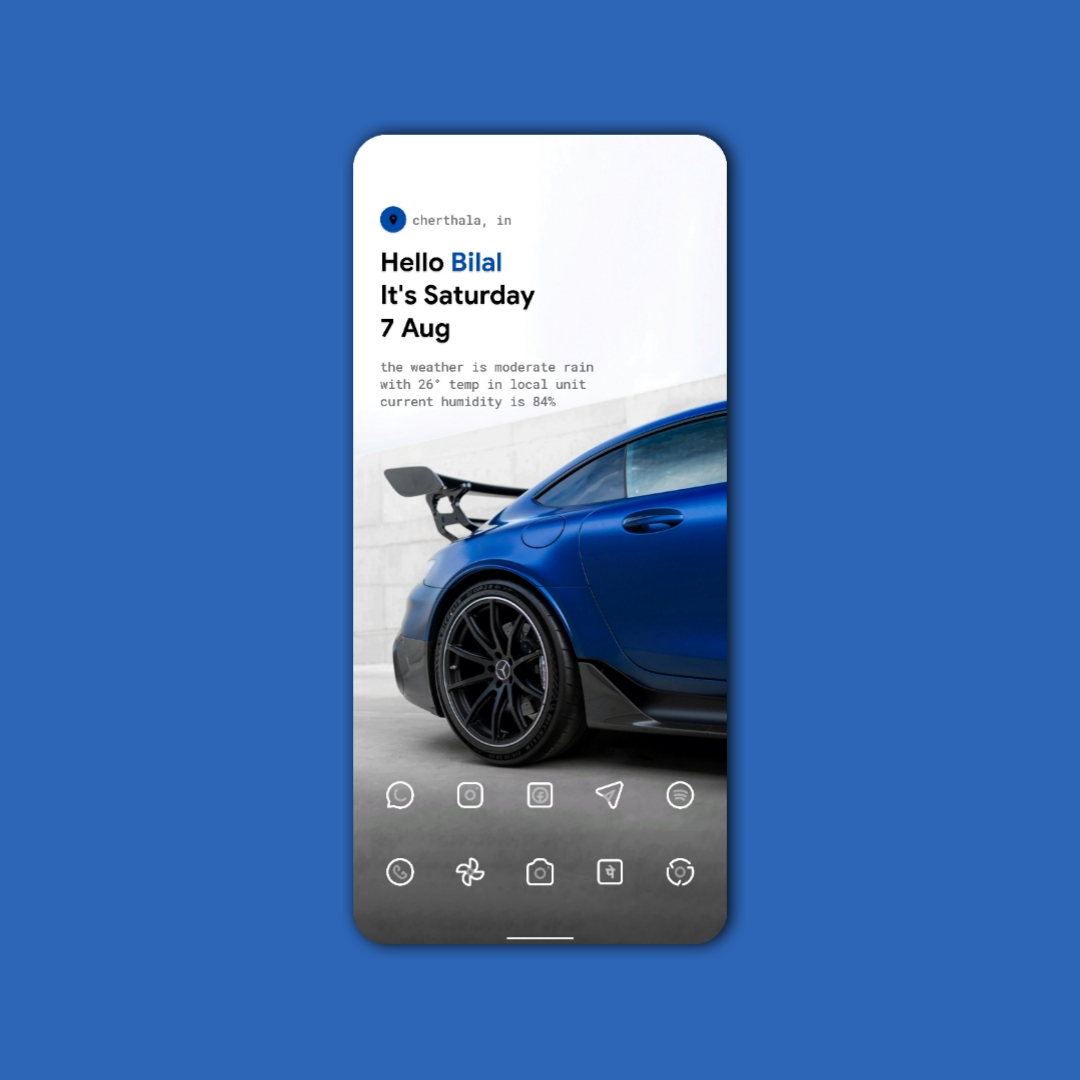 cherthala, in
Hello Bilal
It's Saturday
7 Aug
the weather is moderate rain
with 26° temp in local unit
current humidity is 84%
पे